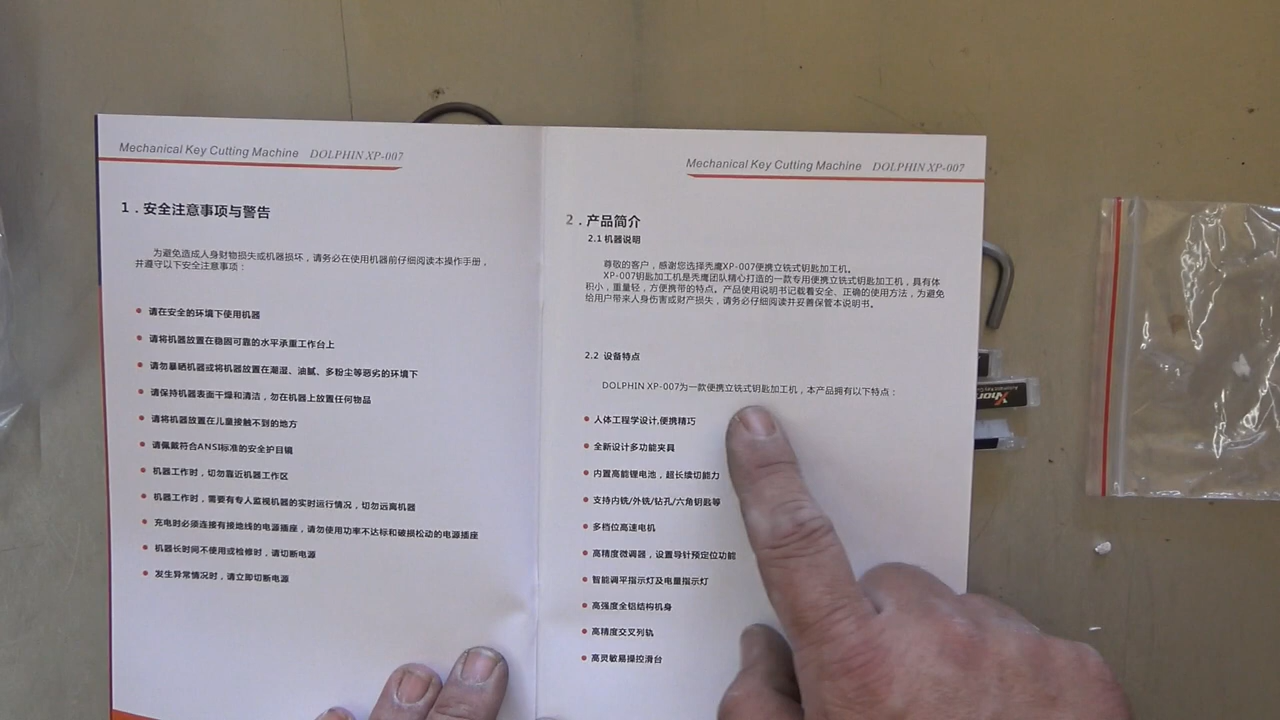 Mechanical Key Cutting Machine DOLPHIN XP-007
1．安全注意事项与警告
为避免造成人身财物损失或机器损坏，请务必在使用机器前仔细阅读本操作手册，
并遵守以下安全注意事项：
请在安全的环境下使用机器
请将机器放置在稳固可靠的水平承重工作台上
请勿暴晒机器或将机器放置在潮湿、油腻、多粉尘等恶劣的环境下
请保持机器表面干燥和清洁，勿在机器上放置任何物品
请将机器放置在儿童接触不到的地方
请佩戴符合ANSI标准的安全护目镜
机器工作时，切勿靠近机器工作区
机器工作时，需要有专人监视机器的实时运行情况，切勿远离机器
充电时必须连接有接地线的电源插座，请勿使用功率不达标和破损松动的电源插座
机器长时间不使用或检修时，请切断电源
发生异常情况时，请立即切断电源
Mechanical Key Cutting Machine DOLPHIN XP-007
2．产品简介
2.1 机器说明
尊敬的客户，感谢您选择秃鹰XP-007便携立铣式钥匙加工机。
XP-007钥匙加工机是秃鹰团队精心打造的一款专用便携立铣式钥匙加工机，具有体
积小，重量轻，方便携带的特点。产品使用说明书记载着安全、正确的使用方法，为避免
给用户带来人身伤害或财产损失，请务必仔细阅读并妥善保管本说明书。
2.2 设备特点
DOLPHIN XP-007为一款便携立铣式钥匙加工机，本产品拥有以下特点：
人体工程学设计,便携精巧
全新设计多功能夹具
内置高能锂电池，超长续切能力
支持内铣/外铣/钻孔/六角钥匙等
多档位高速电机
高精度微调器，设置导针预定位功能
智能调平指示灯及电量指示灯
高强度全铝结构机身
高精度交叉列轨
高灵敏易操控滑台
Xhor